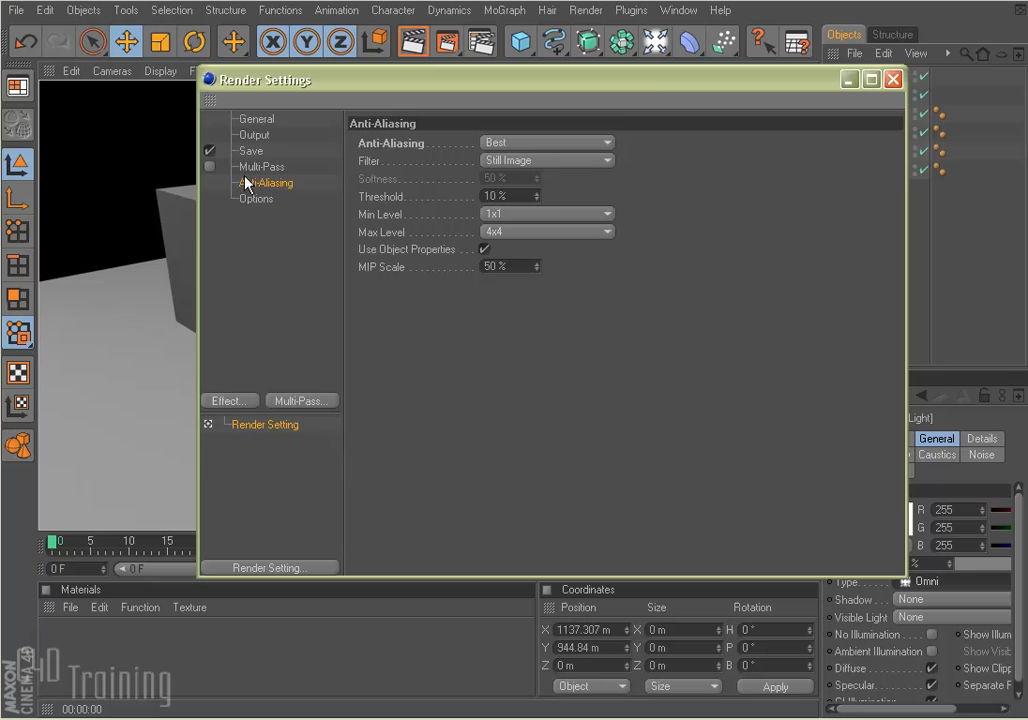 File Edit Objects Tools Selection Structure Functions Animation Character Dynamics MoGraph Hair Render Plugins Window Help
X Y Z
Objects Structure
File Edit View
Edit Cameras Display
Render Settings
General
Output
Save
Multi-Pass
Anti-Aliasing
Options
Effect... Multi-Pass...
Render Setting
Render Setting...
Anti-Aliasing
Anti-Aliasing Best
Filter Still Image
Softness 50 %
Threshold 10 %
Min Level 1x1
Max Level 4x4
Use Object Properties
MIP Scale 50 %
Light]
General Details
Caustics Noise
R 255
G 255
B 255
%
Type. Omni
Shadow None
Visible Light None
No Illumination Show Illum
Ambient Illumination Show Visib
Diffuse Show Clipp
Specular Separate P
0 5 10 15
0 F 0 F
Materials
File Edit Function Texture
Coordinates
Position Size Rotation
X 1137.307 m X 0 m H 0 °
Y 944.84 m Y 0 m P 0 °
Z 0 m Z 0 m B 0 °
Object Size Apply
MAXON
CINEMA 4D
4D Training
00:00:00